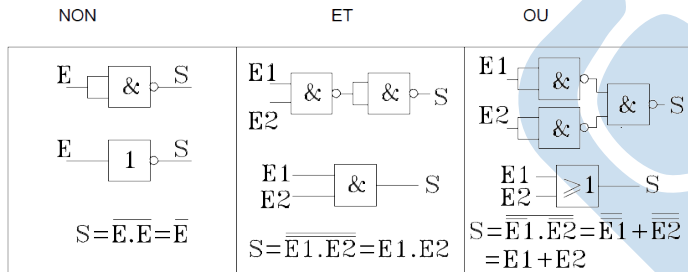 NON ET OU
E & S
E 1 S
S=E̅.̅E̅=E̅
E1 & & S
E2
E1 & S
E2
S=E̿1̿.̿E̿2̿=E1.E2
E1 & & S
E2 &
E1 ⩾1 S
E2
S=E̿1̅.̅E̿2̅=E̿1̿+E̿2̿
=E1+E2